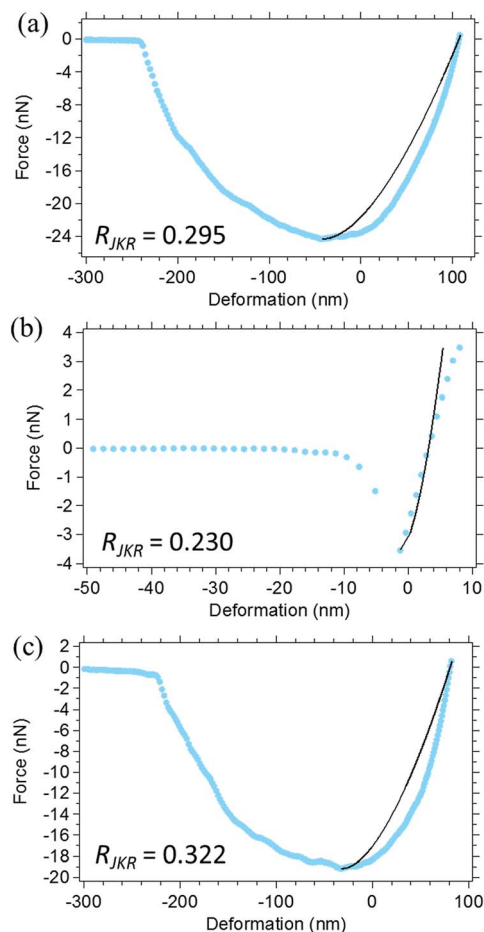 (a)
0
-4
-8
-12
-16
-20
-24
Force (nN)
R_JKR = 0.295
-300 -200 -100 0 100
Deformation (nm)
(b)
4
3
2
1
0
-1
-2
-3
-4
Force (nN)
R_JKR = 0.230
-50 -40 -30 -20 -10 0 10
Deformation (nm)
(c)
2
0
-2
-4
-6
-8
-10
-12
-14
-16
-18
-20
Force (nN)
R_JKR = 0.322
-300 -200 -100 0 100
Deformation (nm)